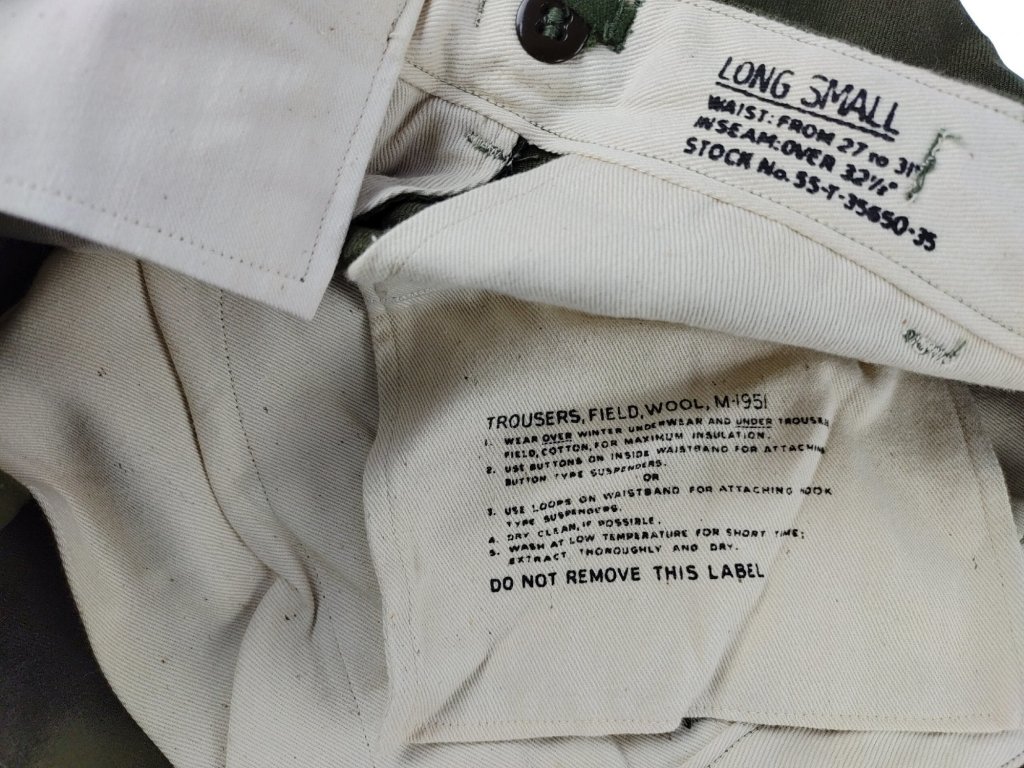 LONG SMALL
WAIST: FROM 27 TO 31"
INSEAM: OVER 32½"
STOCK No. 55-T-35650-35
TROUSERS, FIELD, WOOL, M-1951
1. WEAR OVER WINTER UNDERWEAR AND UNDER TROUSERS
FIELD, COTTON, FOR MAXIMUM INSULATION.
2. USE BUTTONS ON INSIDE WAISTBAND FOR ATTACHING
BUTTON TYPE SUSPENDERS.
OR
3. USE LOOPS ON WAISTBAND FOR ATTACHING HOOK
TYPE SUSPENDERS.
4. DRY CLEAN, IF POSSIBLE.
5. WASH AT LOW TEMPERATURE FOR SHORT TIME;
EXTRACT THOROUGHLY AND DRY.
DO NOT REMOVE THIS LABEL